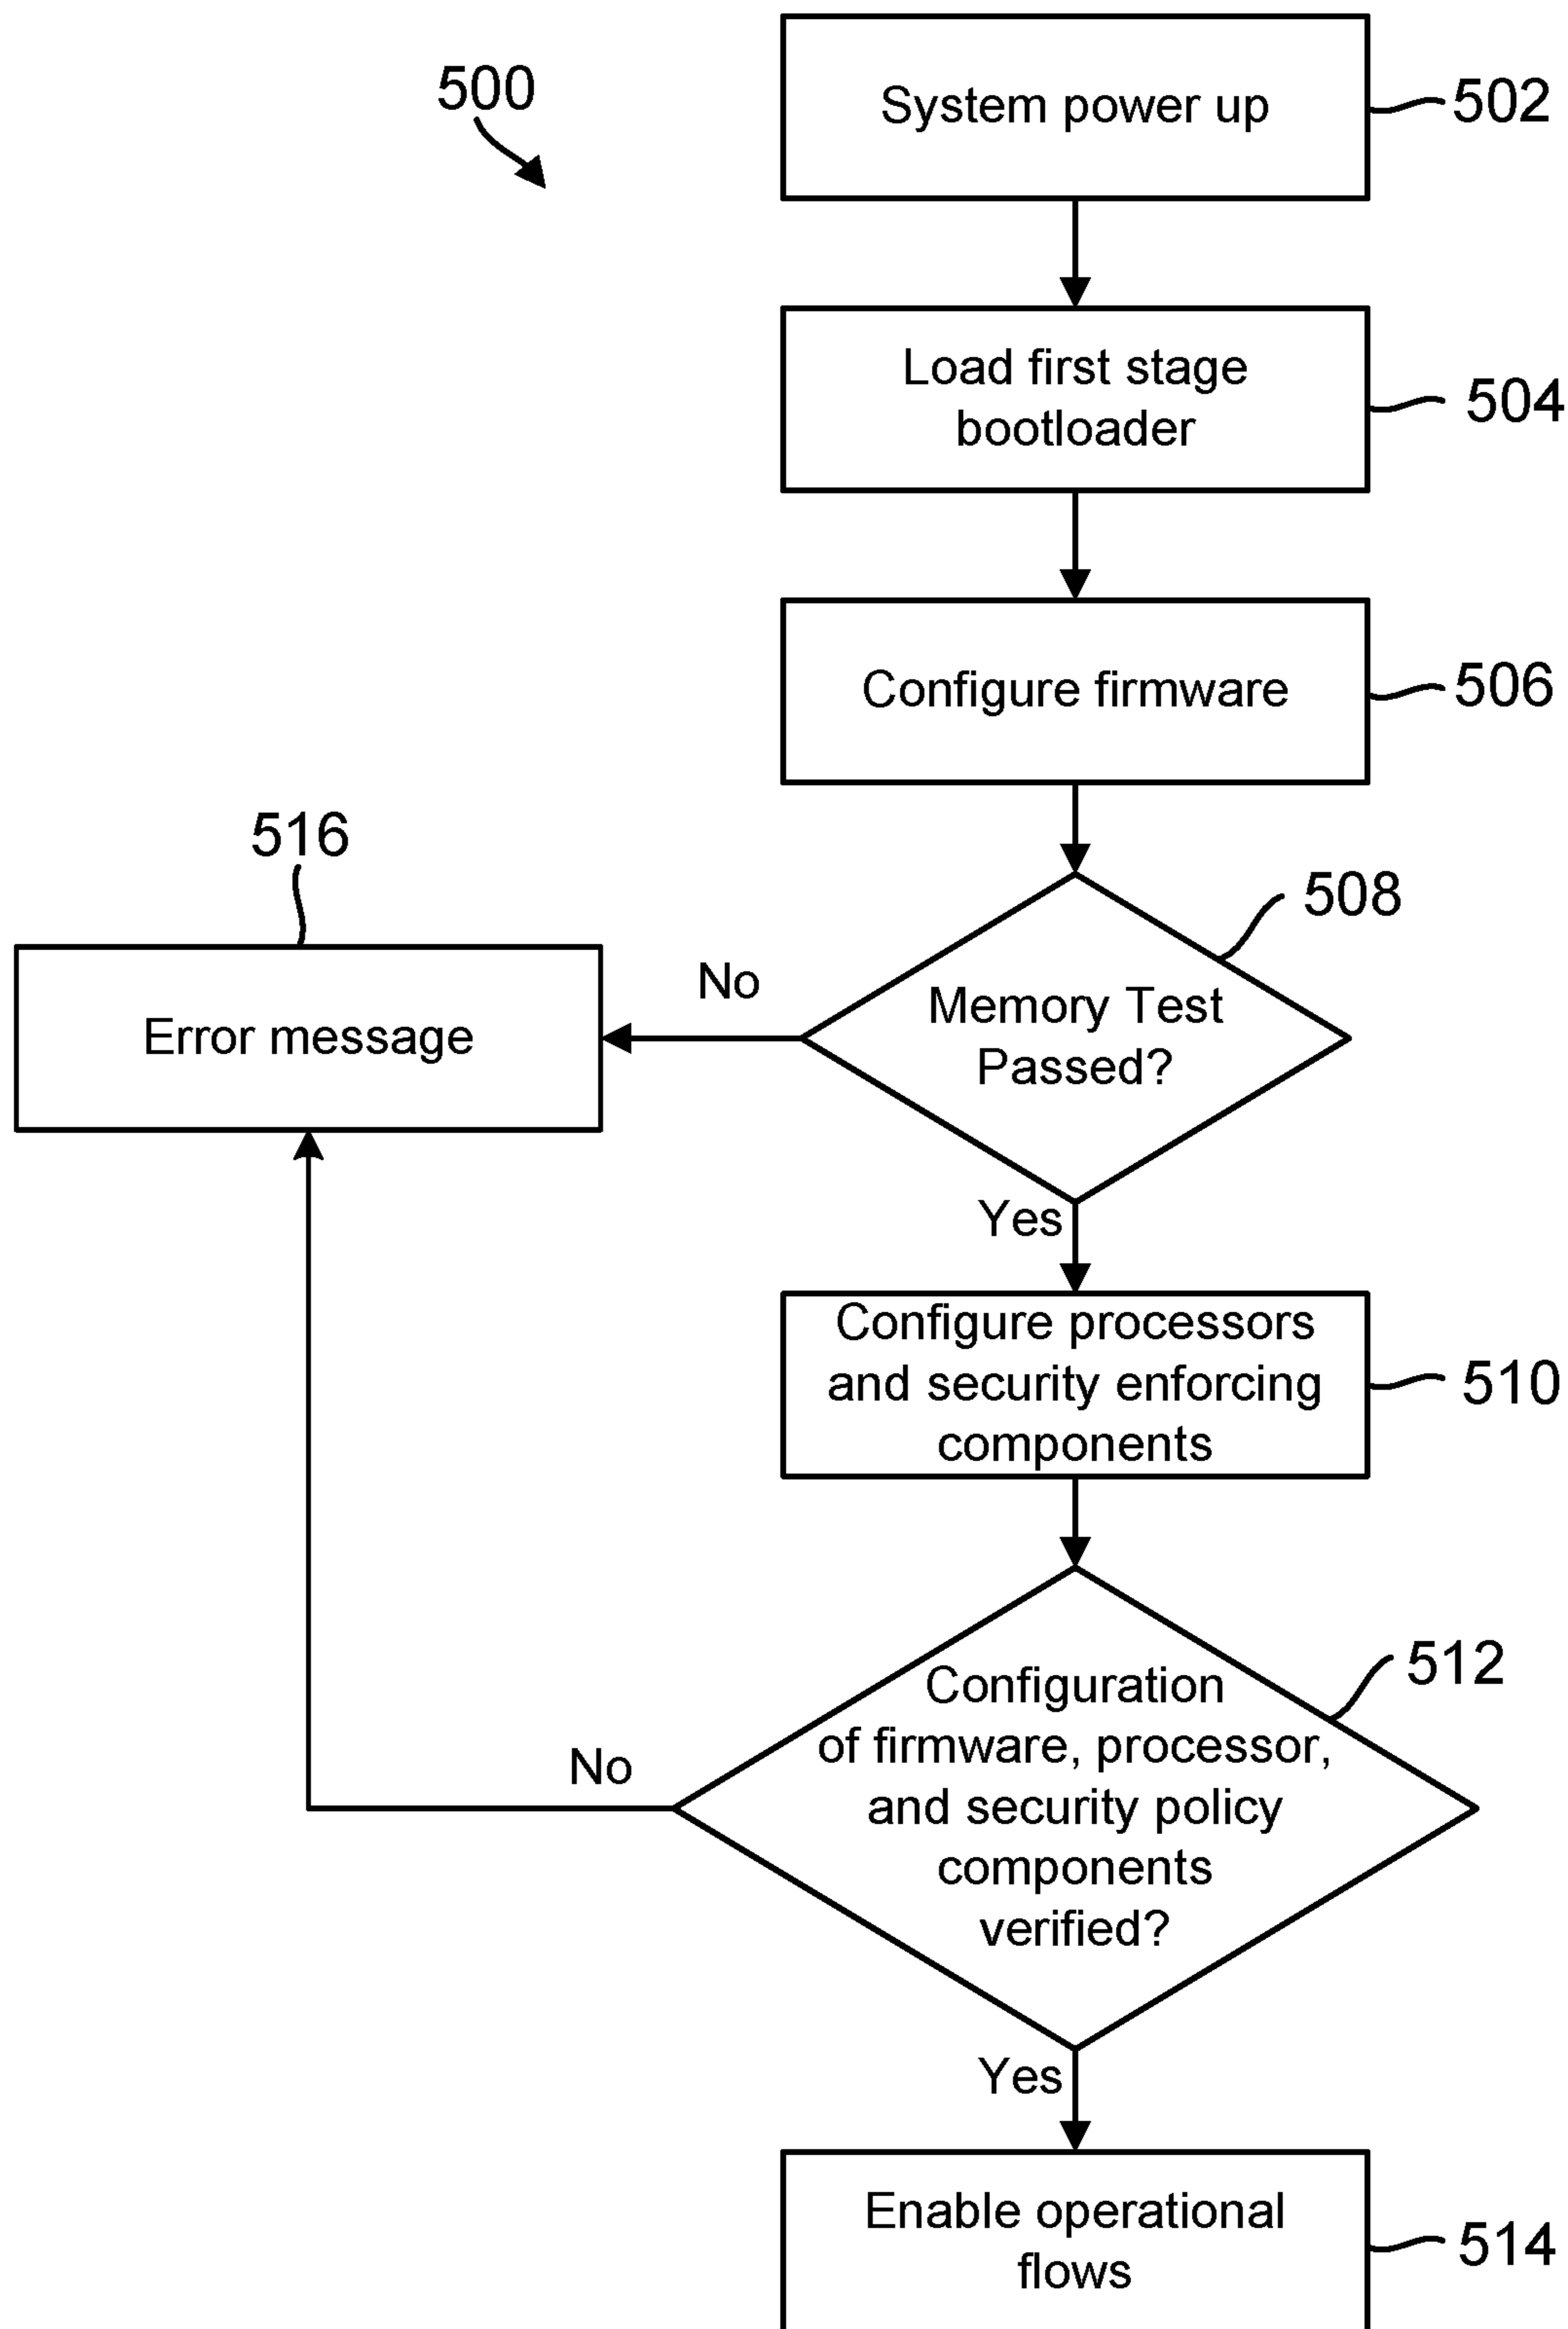 500
System power up
502
Load first stage
bootloader
504
Configure firmware
506
516
508
Error message
No
Memory Test
Passed?
Yes
Configure processors
and security enforcing
components
510
512
Configuration
of firmware, processor,
and security policy
components
verified?
No
Yes
Enable operational
flows
514